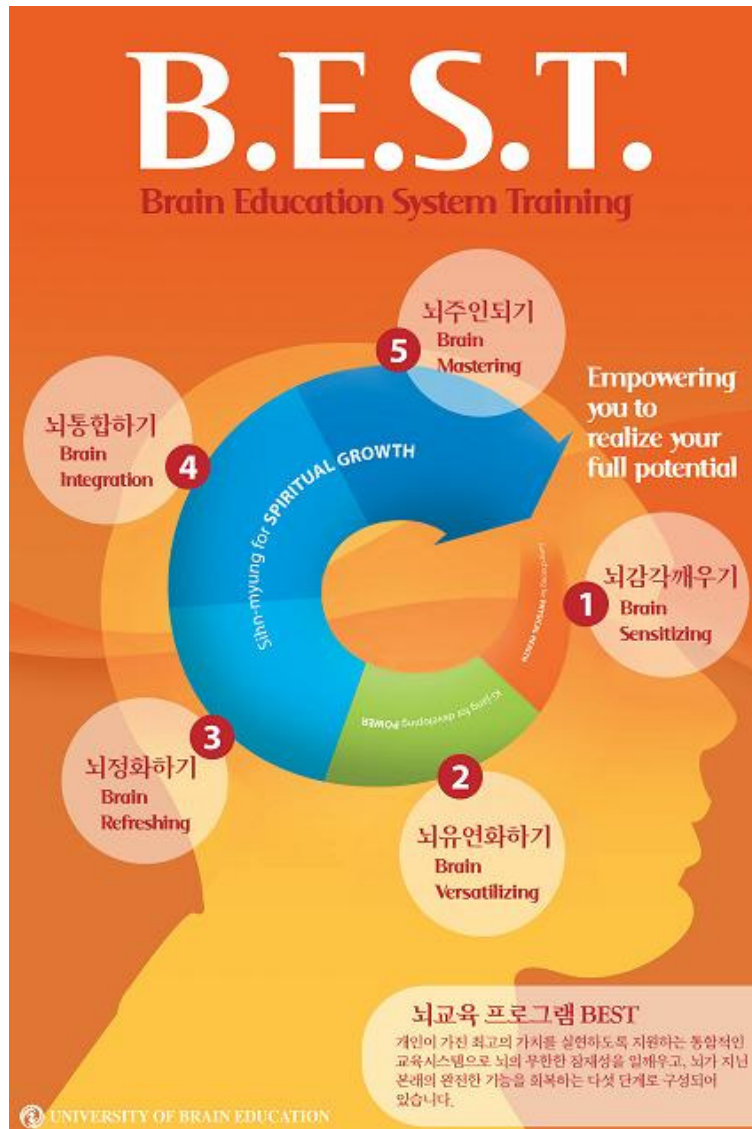 B.E.S.T.
Brain Education System Training
5
뇌주인되기
Brain
Mastering
Empowering
you to
realize your
full potential
뇌통합하기
Brain
Integration
4
Sihn-myung for SPIRITUAL GROWTH
1
뇌감각깨우기
Brain
Sensitizing
for PHYSICAL HEALTH
Ki-jang for developing POWER
3
뇌정화하기
Brain
Refreshing
2
뇌유연화하기
Brain
Versatilizing
뇌교육 프로그램 BEST
개인이 가진 최고의 가치를 실현하도록 지원하는 통합적인
교육시스템으로 뇌의 무한한 잠재성을 일깨우고, 뇌가 지닌
본래의 완전한 기능을 회복하는 다섯 단계로 구성되어
있습니다.
UNIVERSITY OF BRAIN EDUCATION